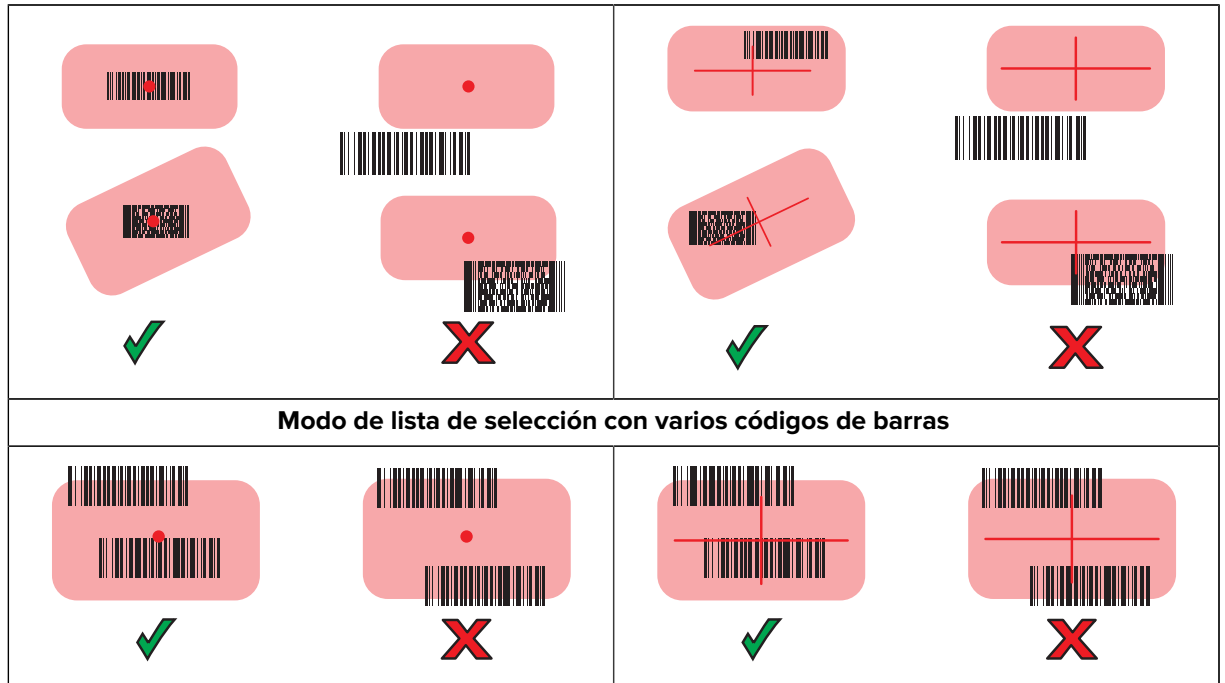 Modo de lista de selección con varios códigos de barras